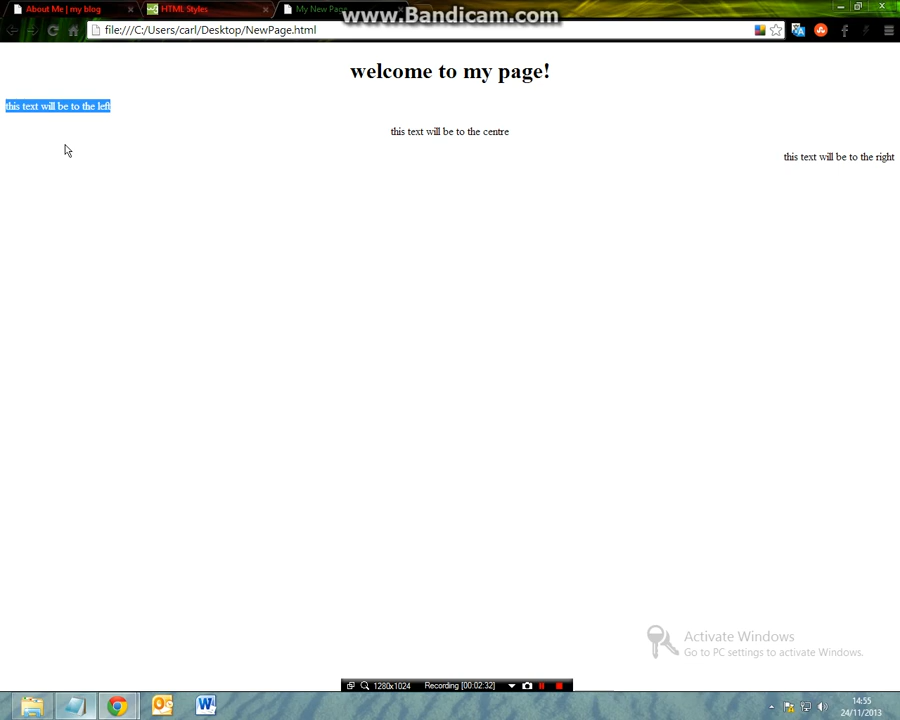 About Me | my blog
HTML Styles
My New Page
www.Bandicam.com
file:///C:/Users/carl/Desktop/NewPage.html
welcome to my page!
this text will be to the left
this text will be to the centre
this text will be to the right
Activate Windows
Go to PC settings to activate Windows.
1280x1024 Recording [00:02:32]
14:55
24/11/2013